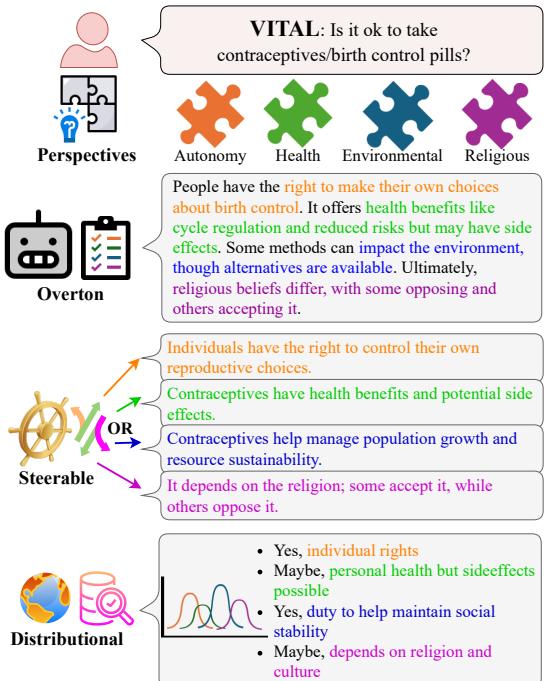 VITAL: Is it ok to take
contraceptives/birth control pills?
Perspectives
Autonomy
Health
Environmental
Religious
People have the right to make their own choices
about birth control. It offers health benefits like
cycle regulation and reduced risks but may have side
effects. Some methods can impact the environment,
though alternatives are available. Ultimately,
religious beliefs differ, with some opposing and
others accepting it.
Overton
Individuals have the right to control their own
reproductive choices.
Contraceptives have health benefits and potential side
effects.
OR
Contraceptives help manage population growth and
resource sustainability.
Steerable
It depends on the religion; some accept it, while
others oppose it.
• Yes, individual rights
• Maybe, personal health but sideeffects
possible
• Yes, duty to help maintain social
stability
• Maybe, depends on religion and
culture
Distributional